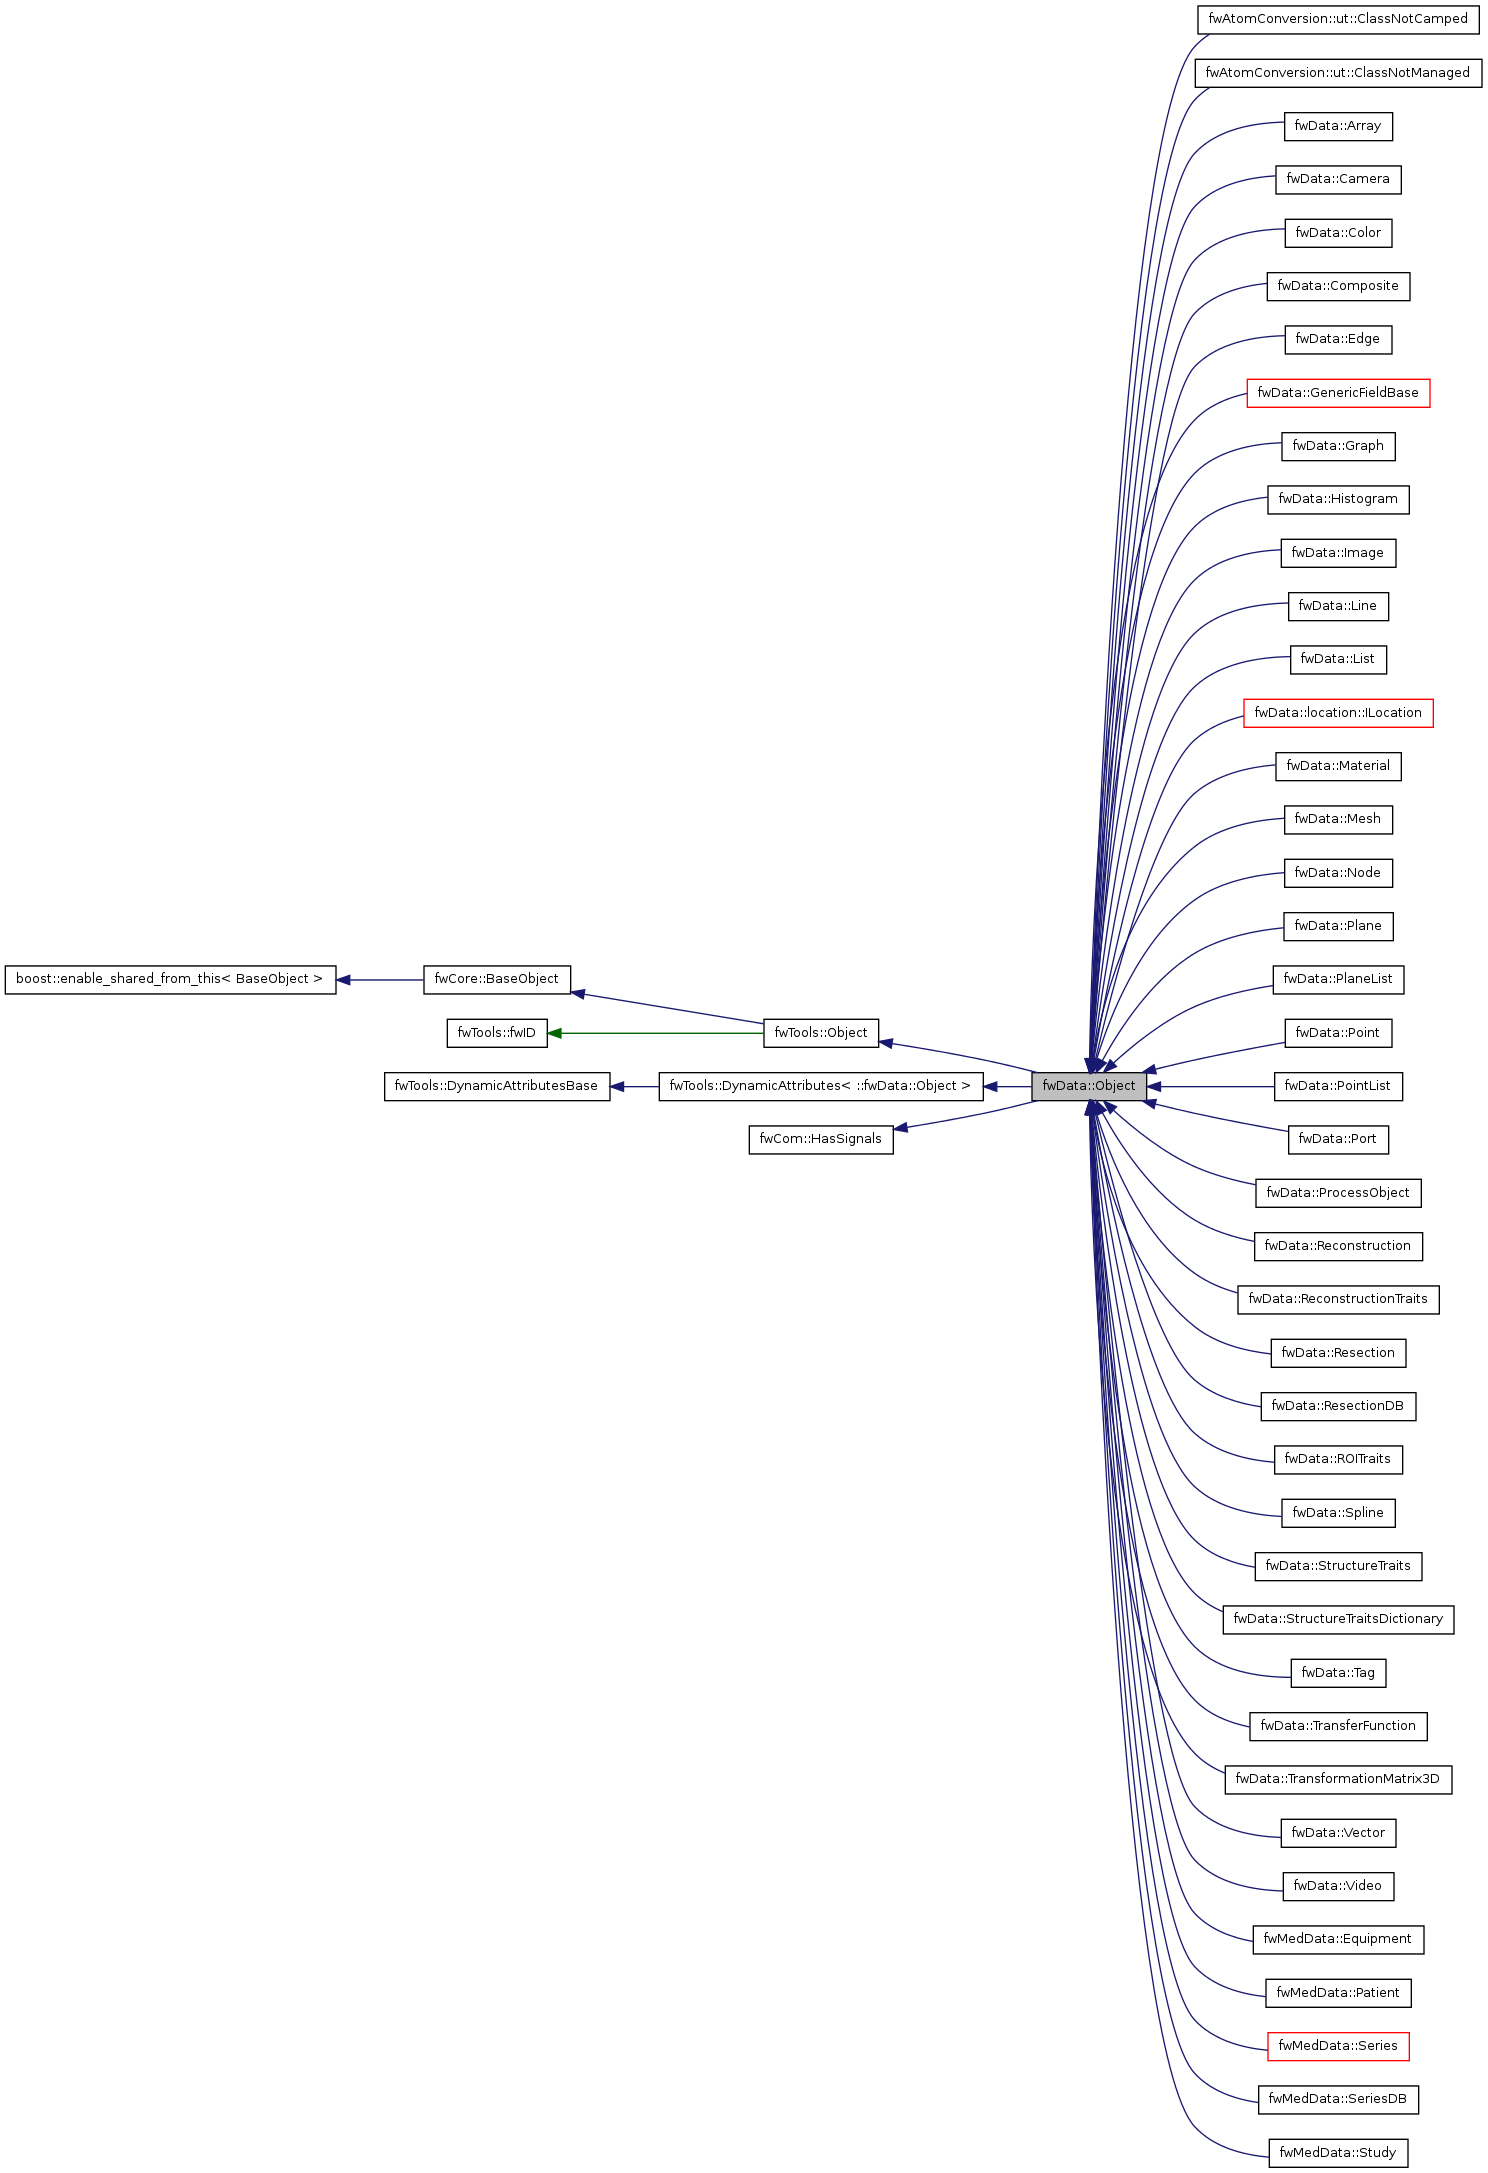 fwAtomConversion::ut::ClassNotCamped
fwAtomConversion::ut::ClassNotManaged
fwData::Array
fwData::Camera
fwData::Color
fwData::Composite
fwData::Edge
fwData::GenericFieldBase
fwData::Graph
fwData::Histogram
fwData::Image
fwData::Line
fwData::List
fwData::location::ILocation
fwData::Material
fwData::Mesh
fwData::Node
fwData::Plane
boost::enable_shared_from_this< BaseObject >
fwCore::BaseObject
fwData::PlaneList
fwTools::fwID
fwTools::Object
fwData::Point
fwTools::DynamicAttributesBase
fwTools::DynamicAttributes< ::fwData::Object >
fwData::Object
fwData::PointList
fwCom::HasSignals
fwData::Port
fwData::ProcessObject
fwData::Reconstruction
fwData::ReconstructionTraits
fwData::Resection
fwData::ResectionDB
fwData::ROITraits
fwData::Spline
fwData::StructureTraits
fwData::StructureTraitsDictionary
fwData::Tag
fwData::TransferFunction
fwData::TransformationMatrix3D
fwData::Vector
fwData::Video
fwMedData::Equipment
fwMedData::Patient
fwMedData::Series
fwMedData::SeriesDB
fwMedData::Study